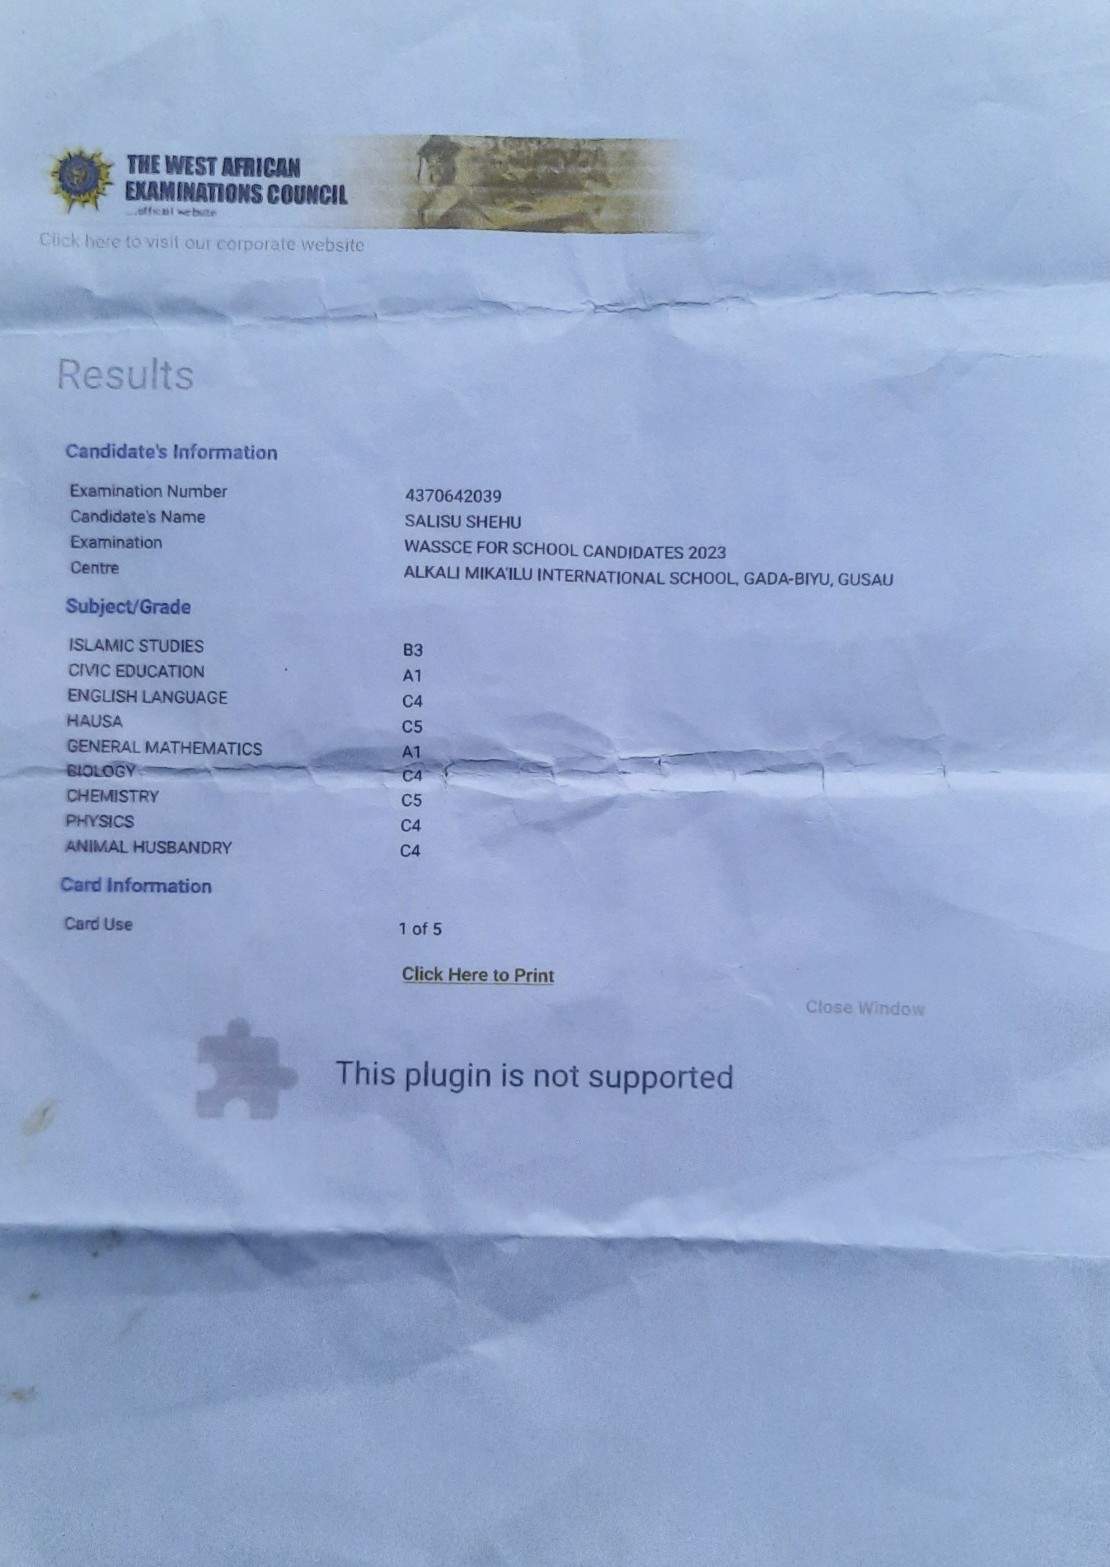 THE WEST AFRICAN
EXAMINATIONS COUNCIL
...official website
Click here to visit our corporate website
Results
Candidate's Information
Examination Number 4370642039
Candidate's Name SALISU SHEHU
Examination WASSCE FOR SCHOOL CANDIDATES 2023
Centre ALKALI MIKA'ILU INTERNATIONAL SCHOOL, GADA-BIYU, GUSAU
Subject/Grade
ISLAMIC STUDIES B3
CIVIC EDUCATION A1
ENGLISH LANGUAGE C4
HAUSA C5
GENERAL MATHEMATICS A1
BIOLOGY C4
CHEMISTRY C5
PHYSICS C4
ANIMAL HUSBANDRY C4
Card Information
Card Use 1 of 5
Click Here to Print
Close Window
This plugin is not supported